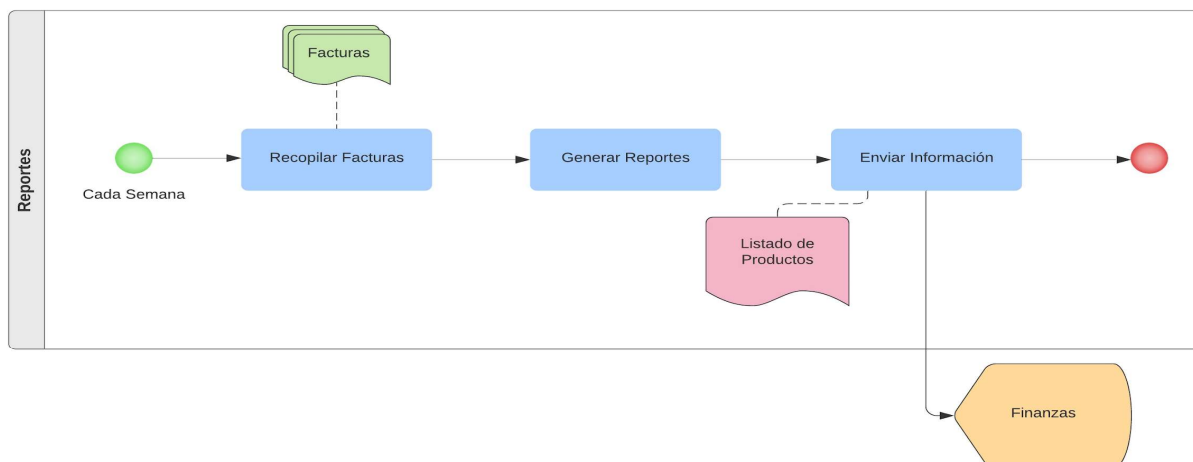 Reportes
Facturas
Cada Semana
Recopilar Facturas
Generar Reportes
Enviar Información
Listado de
Productos
Finanzas